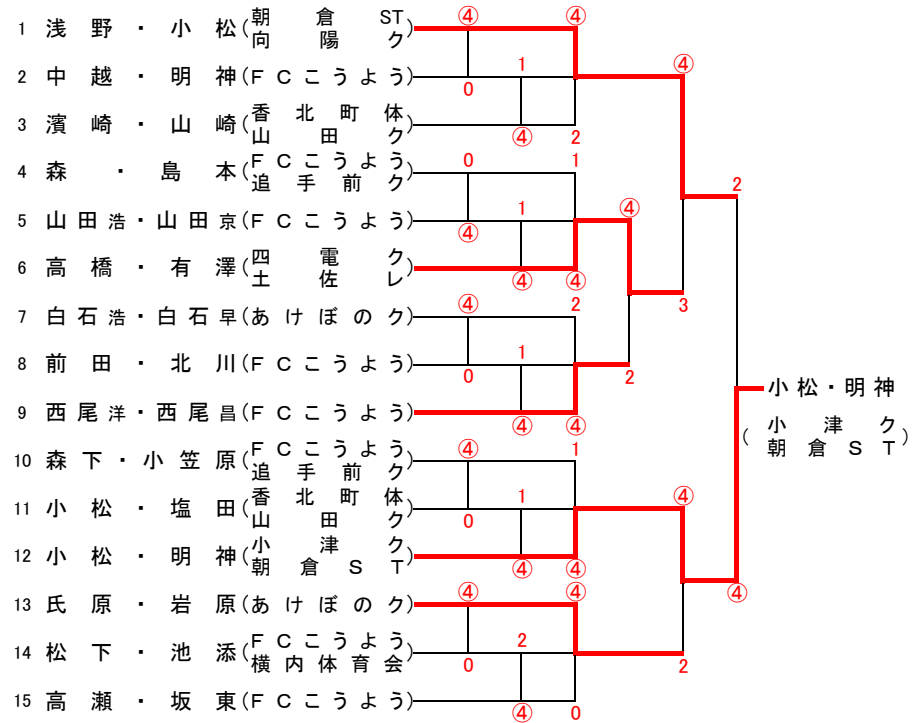 1 浅野・小松(朝倉ST 向陽ク) ④ ④
1 ④
2 中越・明神(FCこうよう)
0
3 濱崎・山崎(香北町体 山田ク) ④ 2
4 森・島本(FCこうよう 追手前ク) 0 1
2
5 山田浩・山田京(FCこうよう) ④ 1 ④
6 高橋・有澤(四電ク 土佐レ) ④ ④
7 白石浩・白石早(あけぼのク) ④ 2 3
8 前田・北川(FCこうよう) 0 1 2
小松・明神
9 西尾洋・西尾昌(FCこうよう) ④ ④
(小津ク 朝倉ST)
10 森下・小笠原(FCこうよう 追手前ク) ④ 1
11 小松・塩田(香北町体 山田ク) 0 1 ④
12 小松・明神(小津ク 朝倉ST) ④ ④
13 氏原・岩原(あけぼのク) ④ ④ ④
14 松下・池添(FCこうよう 横内体育会) 0 2 2
15 高瀬・坂東(FCこうよう) ④ 0